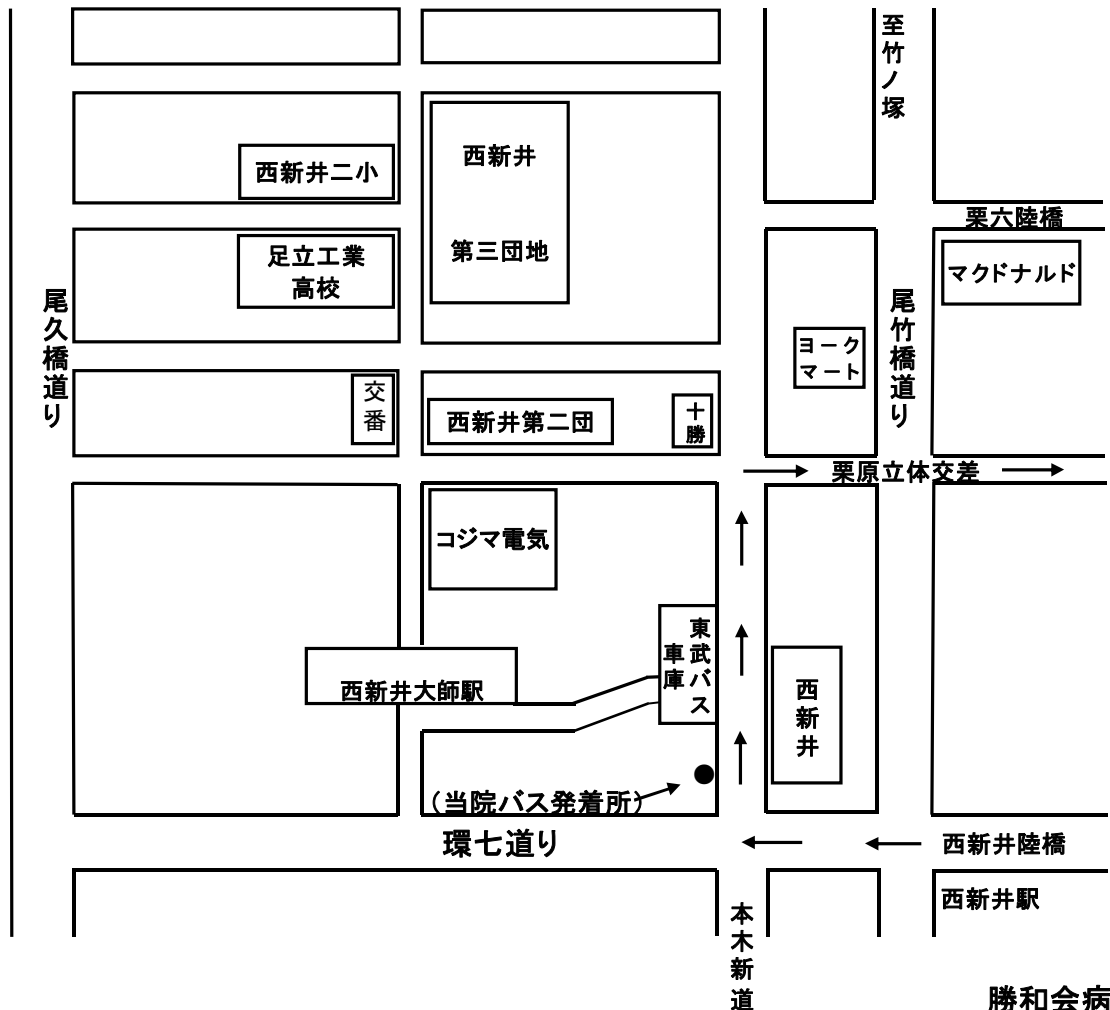 至竹ノ塚
西新井二小
西新井
第三団地
栗六陸橋
足立工業
高校
マクドナルド
尾久橋道り
尾竹橋道り
ヨーク
マート
交番
西新井第二団
十勝
栗原立体交差
コジマ電気
東武バス
車庫
西新井大師駅
西新井
（当院バス発着所）
環七道り
西新井陸橋
西新井駅
本木新道
勝和会病